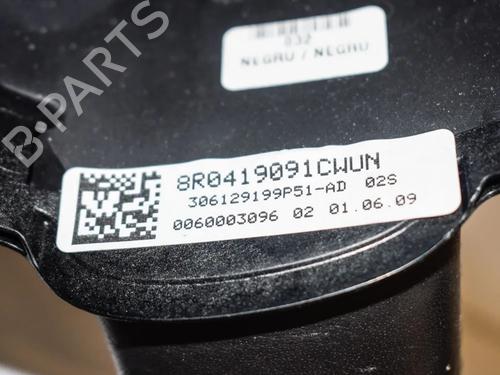 032
NEGRU / NEGRU
B-PARTS
8R0419091CWUN
306129199P51-AD 02S
0060003096 02 01.06.09